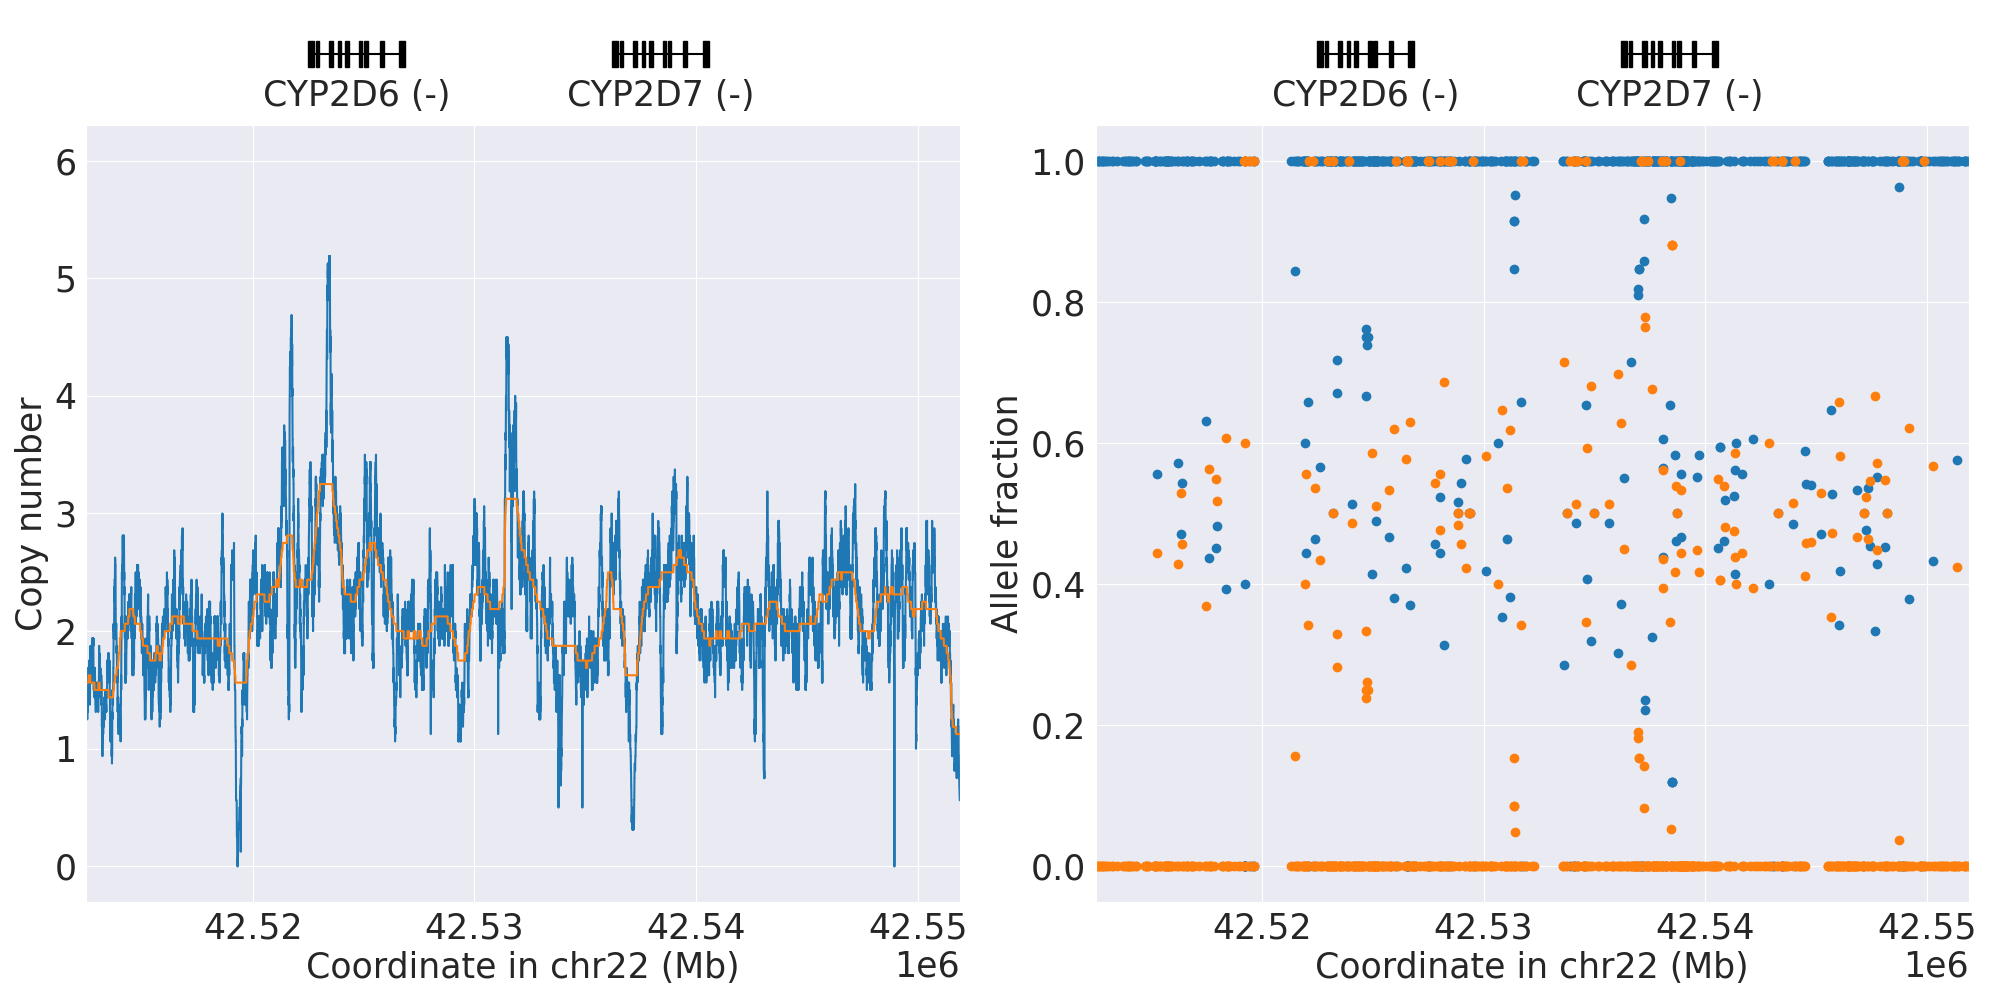 CYP2D6 (-) CYP2D7 (-)
6
5
4
3
2
1
0
Copy number
42.52 42.53 42.54 42.55
Coordinate in chr22 (Mb) 1e6
CYP2D6 (-) CYP2D7 (-)
1.0
0.8
0.6
0.4
0.2
0.0
Allele fraction
42.52 42.53 42.54 42.55
Coordinate in chr22 (Mb) 1e6